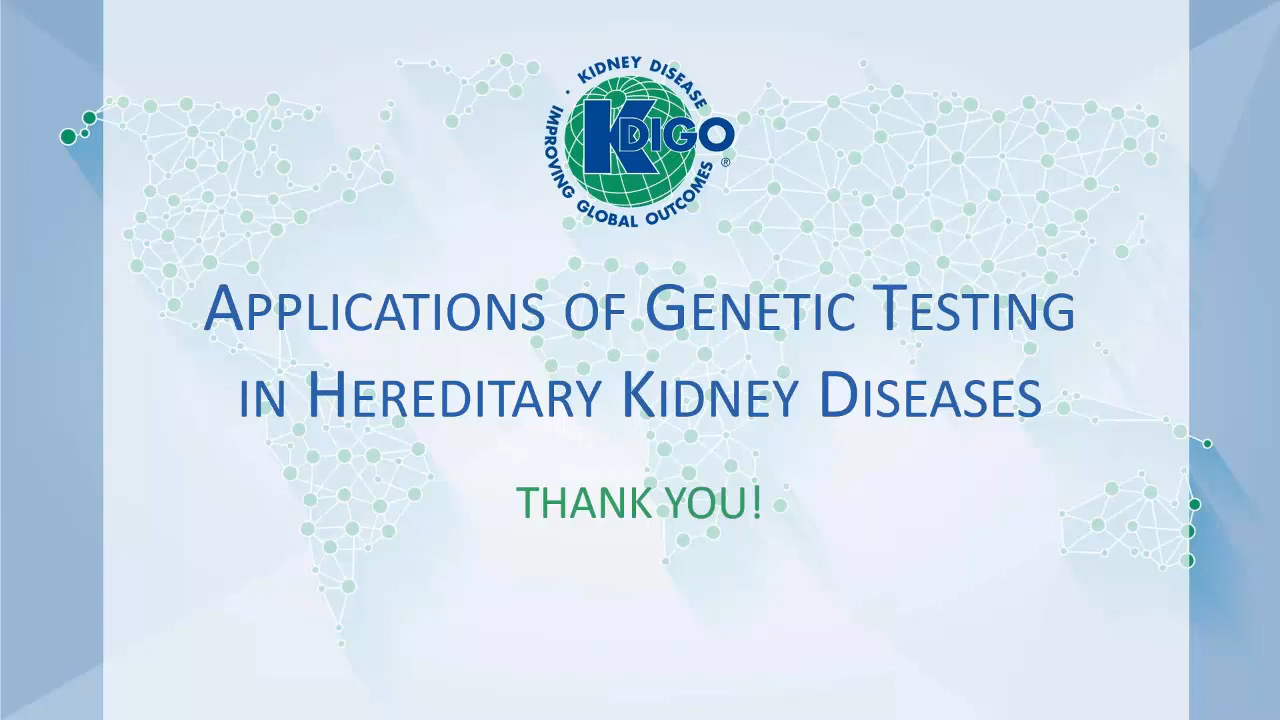 · KIDNEY DISEASE
IMPROVING GLOBAL OUTCOMES
KDIGO®
APPLICATIONS OF GENETIC TESTING
IN HEREDITARY KIDNEY DISEASES
THANK YOU!